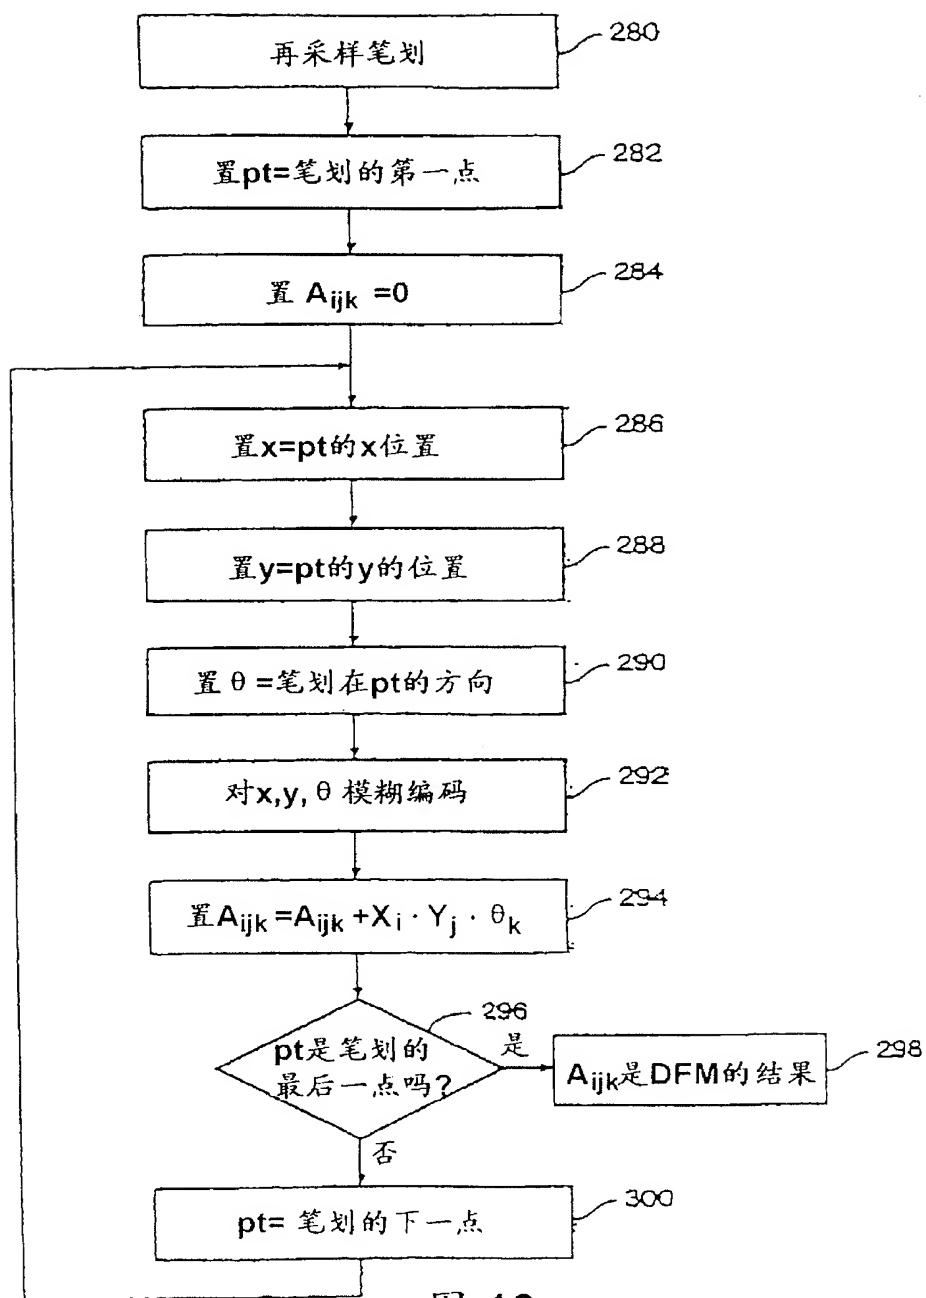 再采样笔划
280
置pt=笔划的第一点
282
置 Aijk =0
284
置x=pt的x位置
286
置y=pt的y的位置
288
置θ=笔划在pt的方向
290
对x,y,θ模糊编码
292
置Aijk=Aijk+Xi·Yj·θk
294
296
pt是笔划的
最后一点吗?
是
Aijk是DFM的结果
298
否
pt= 笔划的下一点
300